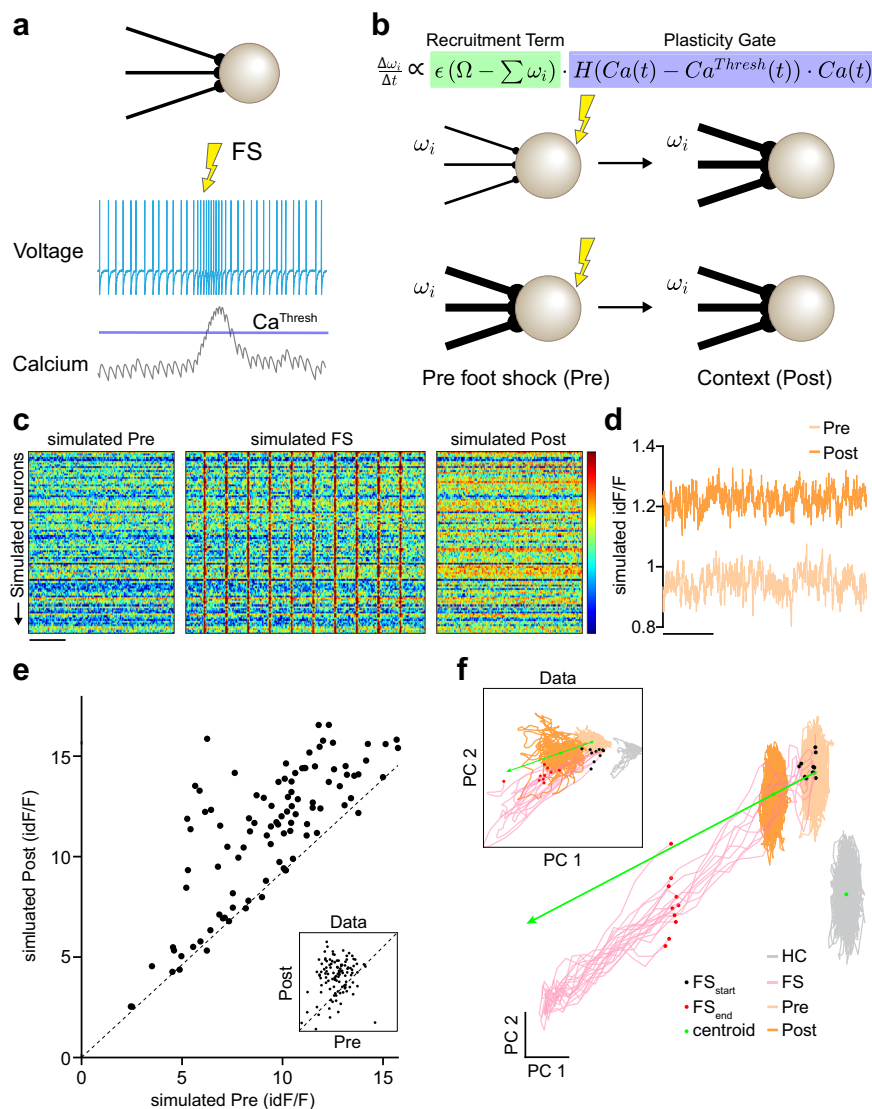 a
FS
Voltage
Ca^Thresh
Calcium
b
Recruitment Term
Plasticity Gate
Δω_i/Δt ∝ ϵ (Ω − ∑ ω_i) · H(Ca(t) − Ca^Thresh(t)) · Ca(t)
ω_i
ω_i
ω_i
ω_i
Pre foot shock (Pre)
Context (Post)
c
simulated Pre
simulated FS
simulated Post
Simulated neurons
d
Pre
Post
1.4
1.2
1
0.8
simulated idF/F
e
simluated Post (idF/F)
15
10
5
0
0
5
10
15
simulated Pre (idF/F)
Data
Post
Pre
f
Data
PC 2
PC 1
HC
FS_start
FS
FS_end
Pre
centroid
Post
PC 2
PC 1